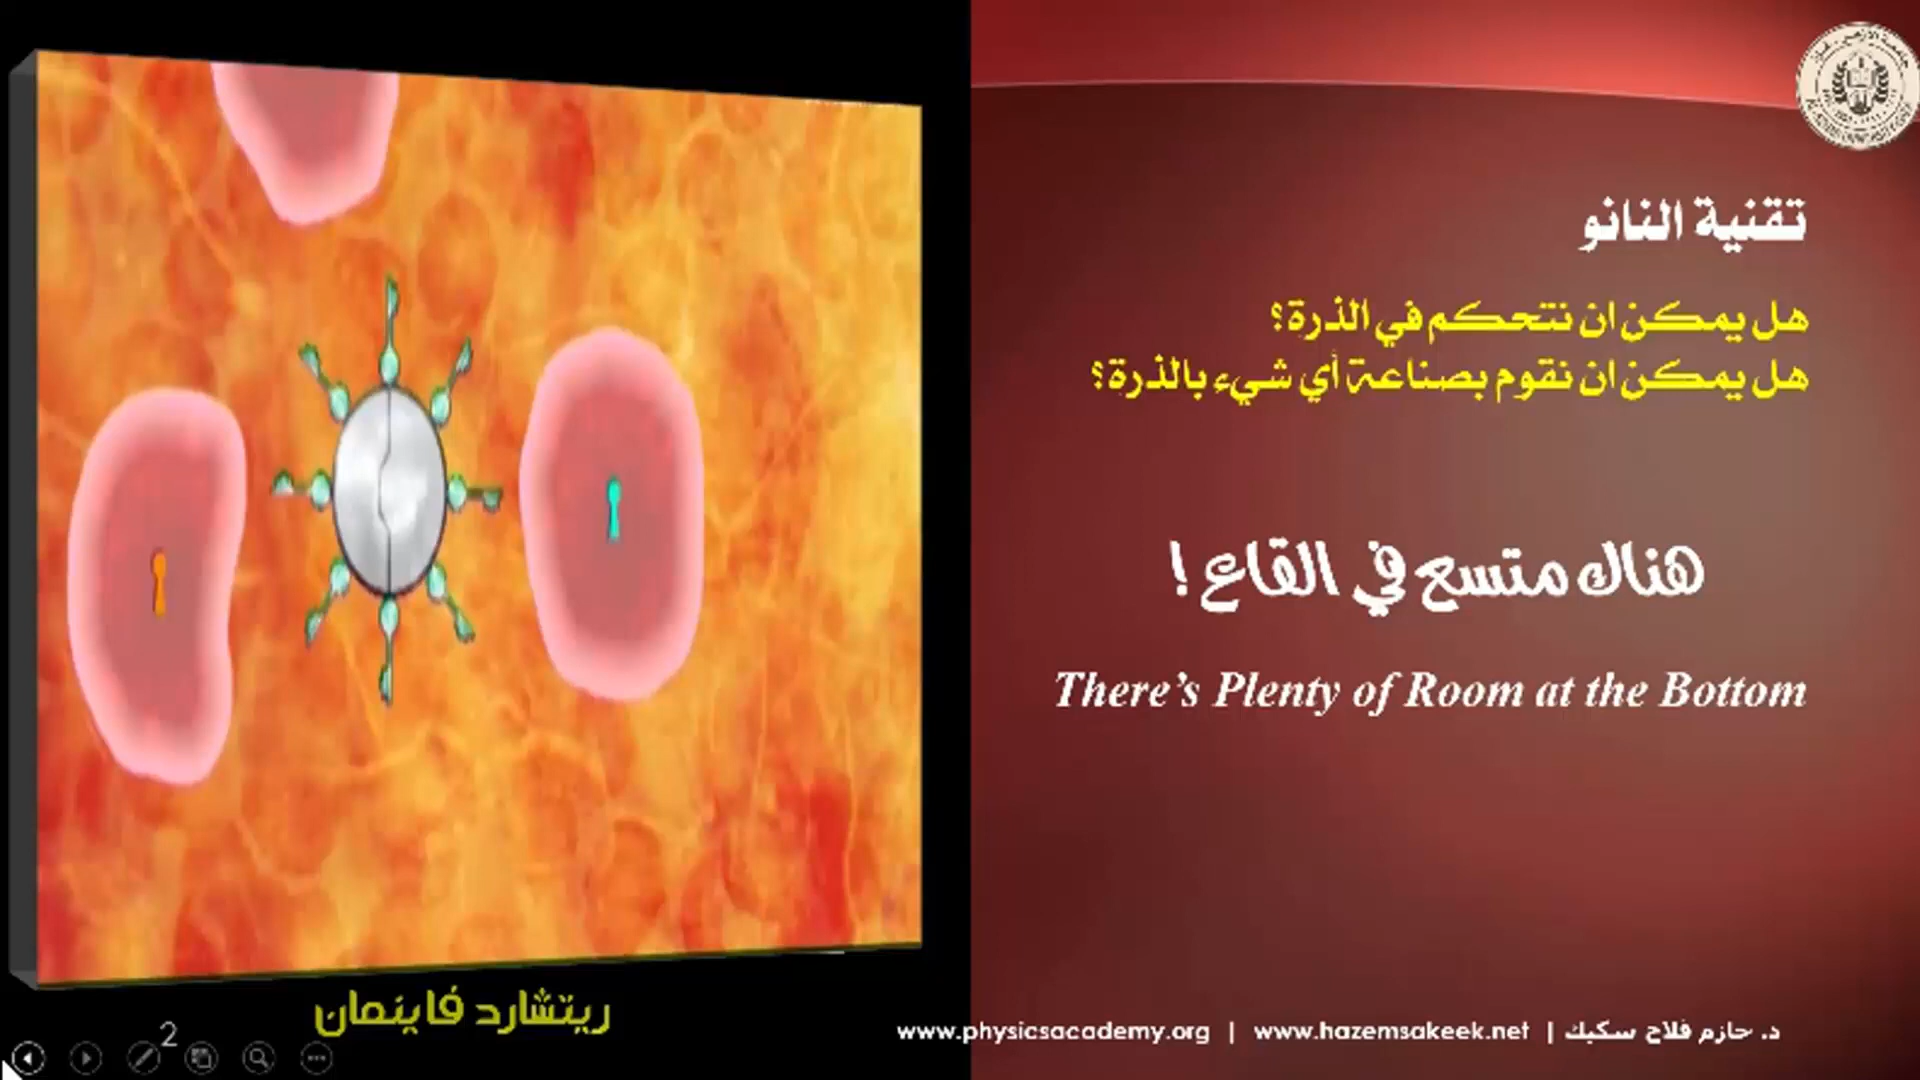 تقنية النانو
هل يمكن ان نتحكم في الذرة؟
هل يمكن ان نقوم بصناعة أي شيء بالذرة؟
هناك متسع في القاع !
There’s Plenty of Room at the Bottom
ريتشارد فاينمان
2
www.physicsacademy.org | www.hazemsakeek.net | د. حازم فلاح سكيك